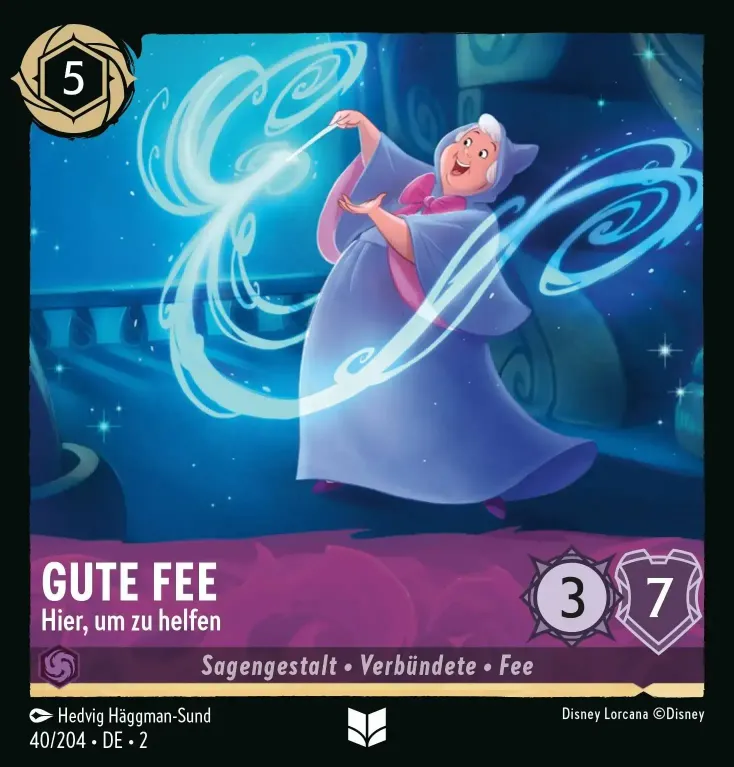 5
GUTE FEE
Hier, um zu helfen
3
7
Sagengestalt • Verbündete • Fee
Hedvig Häggman-Sund
Disney Lorcana ©Disney
40/204 • DE • 2